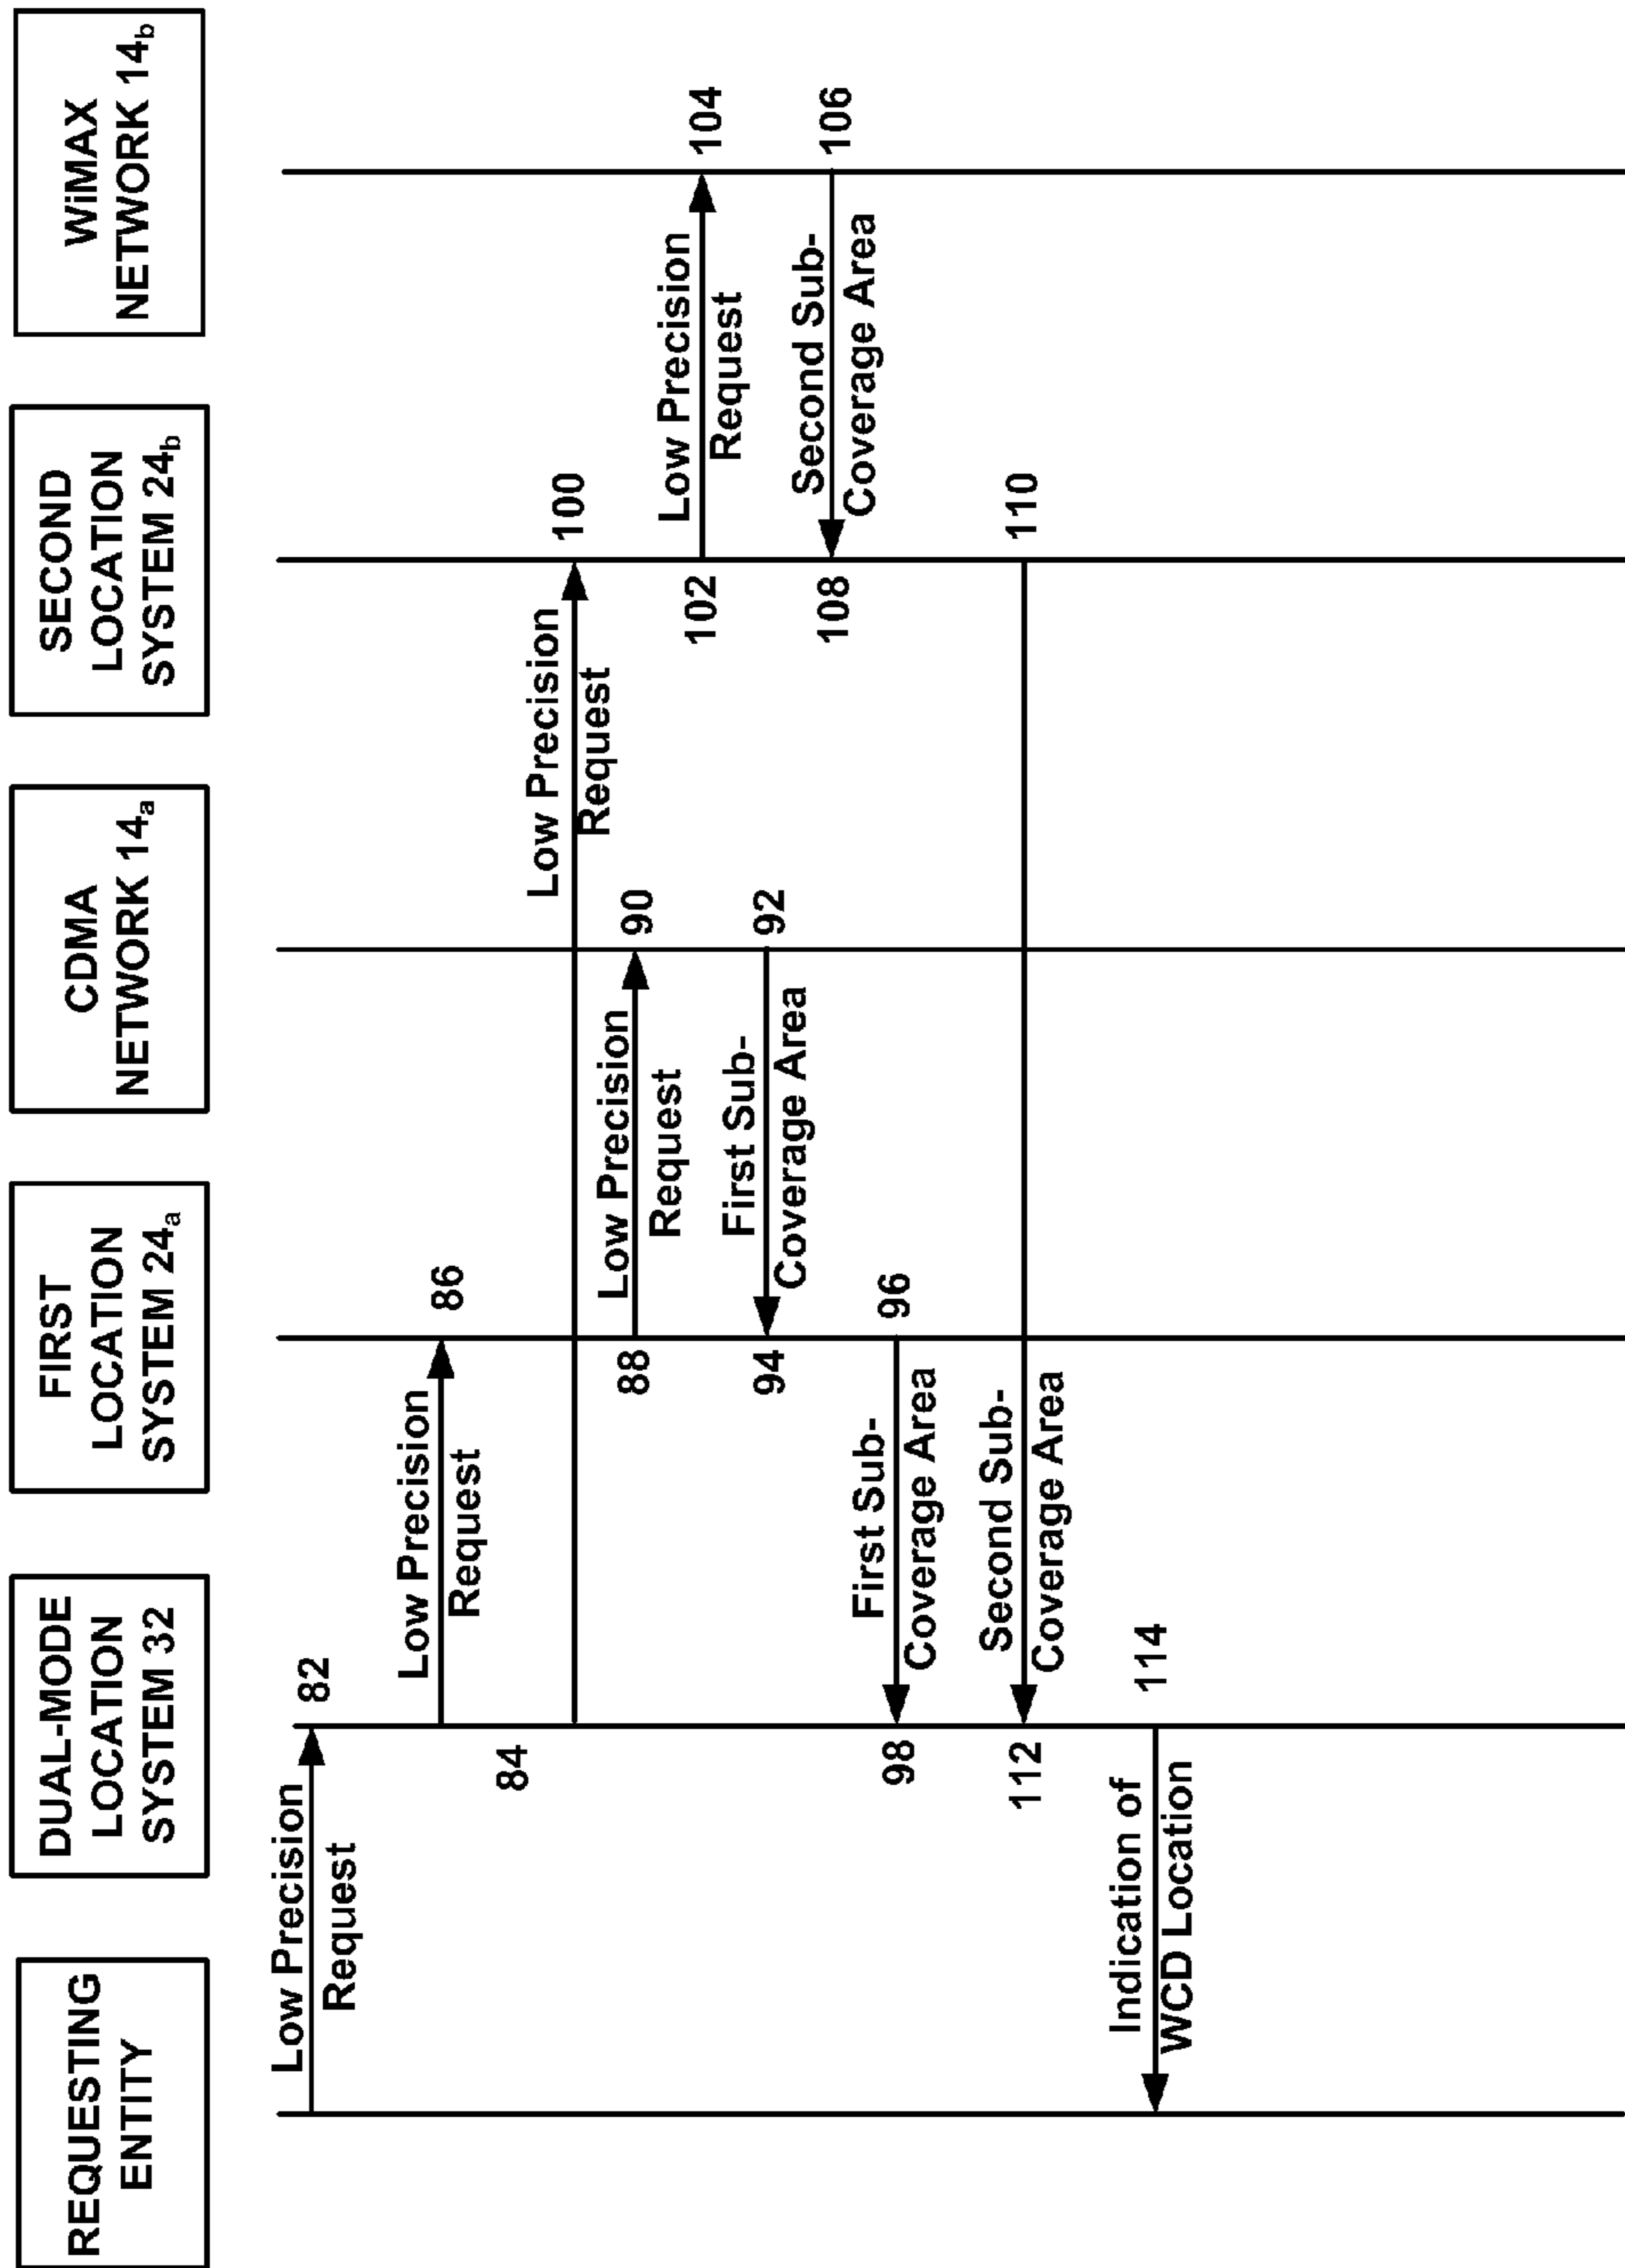 REQUESTING
ENTITY
DUAL-MODE
LOCATION
SYSTEM 32
FIRST
LOCATION
SYSTEM 24a
CDMA
NETWORK 14a
SECOND
LOCATION
SYSTEM 24b
WiMAX
NETWORK 14b
Low Precision
Request
82
Low Precision
Request
86
84
Low Precision
Request
100
88
Low Precision
Request
90
102
Low Precision
Request
104
94
First Sub-
Coverage Area
92
108
Second Sub-
Coverage Area
106
98
First Sub-
Coverage Area
96
112
Second Sub-
Coverage Area
110
Indication of
WCD Location
114